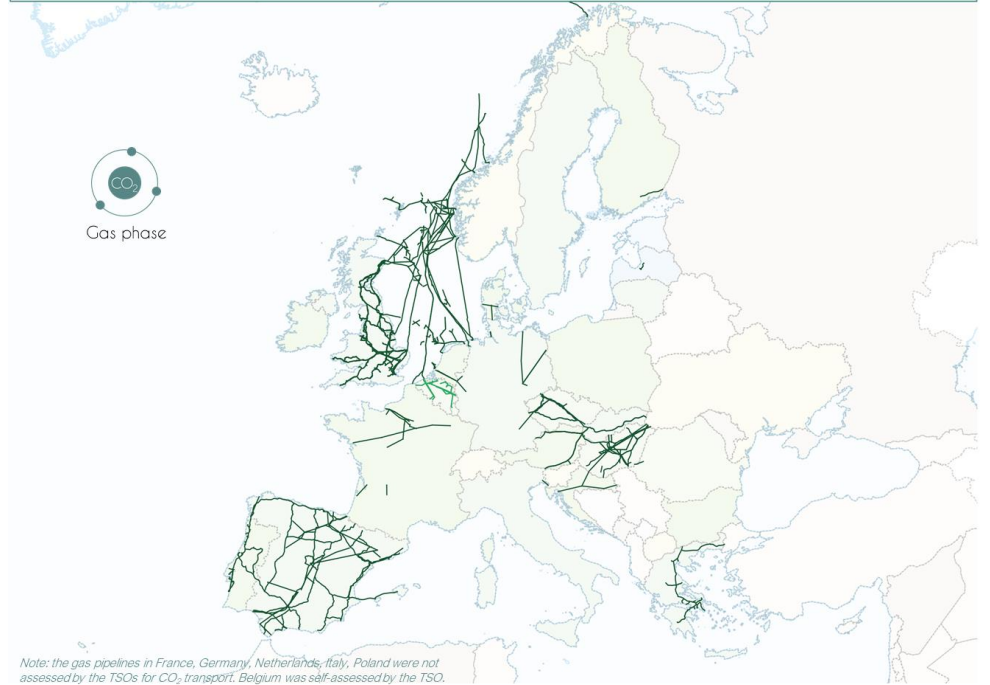 CO₂
Gas phase
Note: the gas pipelines in France, Germany, Netherlands, Italy, Poland were not
assessed by the TSOs for CO₂ transport. Belgium was self-assessed by the TSO.